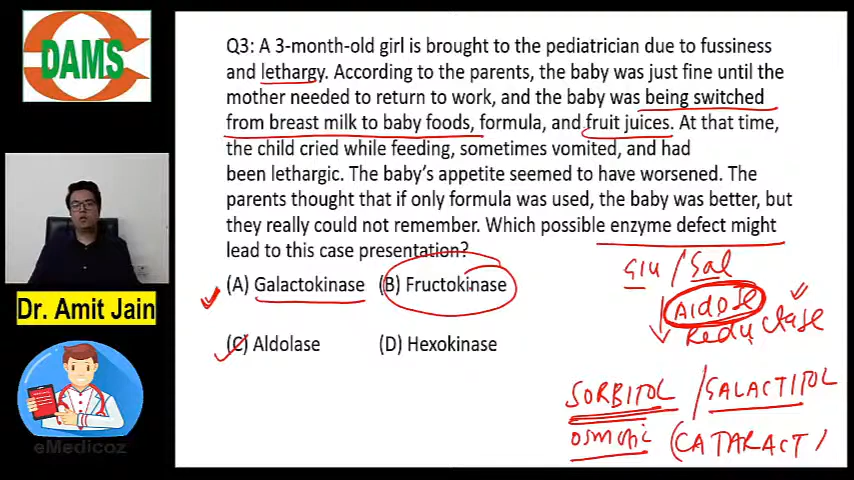 DAMS
Q3: A 3-month-old girl is brought to the pediatrician due to fussiness
and lethargy. According to the parents, the baby was just fine until the
mother needed to return to work, and the baby was being switched
from breast milk to baby foods, formula, and fruit juices. At that time,
the child cried while feeding, sometimes vomited, and had
been lethargic. The baby's appetite seemed to have worsened. The
parents thought that if only formula was used, the baby was better, but
they really could not remember. Which possible enzyme defect might
lead to this case presentation?
(A) Galactokinase (B) Fructokinase
(C) Aldolase (D) Hexokinase
Glu / Gal
Aldose
Reductase
SORBITOL / GALACTITOL
osmotic (CATARACT)
Dr. Amit Jain
eMedicoz